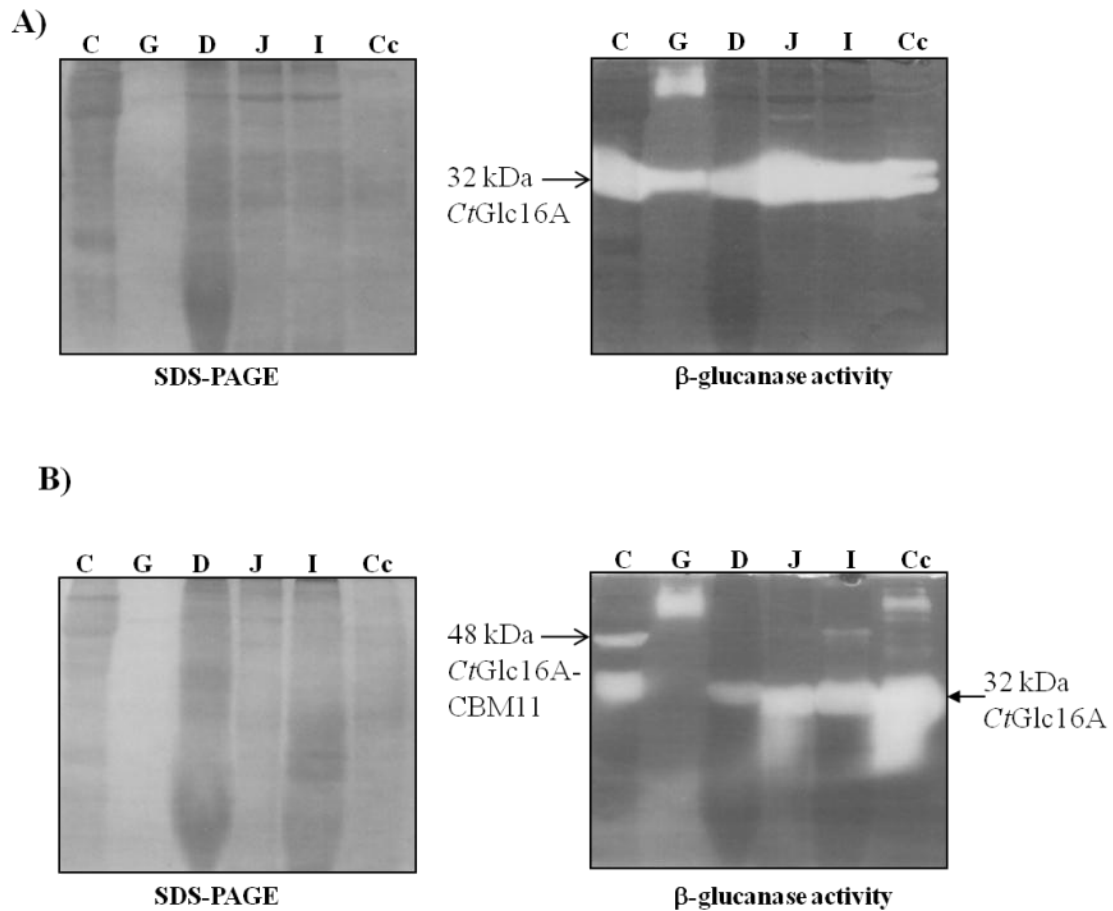 A)
C G D J I Cc
C G D J I Cc
32 kDa
CtGlc16A
SDS-PAGE
β-glucanase activity
B)
C G D J I Cc
C G D J I Cc
48 kDa
CtGlc16A-
CBM11
32 kDa
CtGlc16A
SDS-PAGE
β-glucanase activity